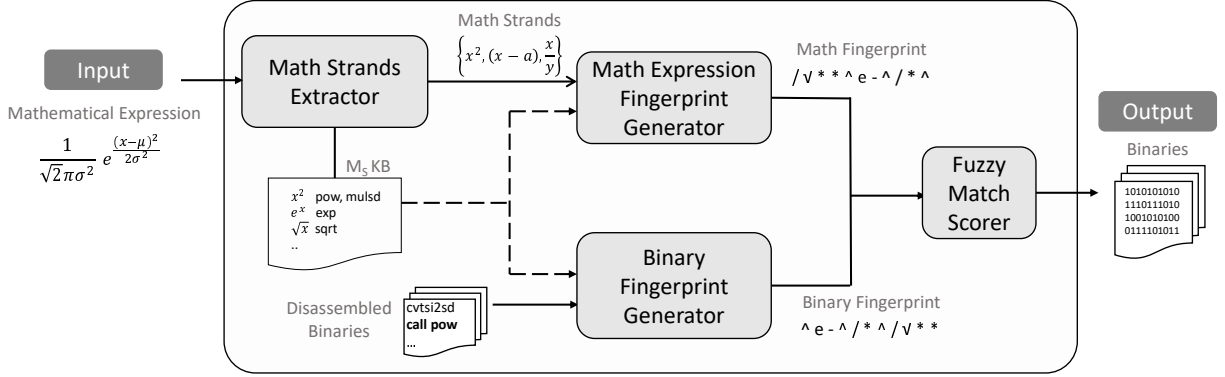 Input
Mathematical Expression
1/(√2πσ²) e^((x−μ)²/2σ²)
Math Strands
Extractor
Math Strands
{x², (x − a), x/y}
M_S KB
x² pow, mulsd
eˣ exp
√x sqrt
..
Disassembled
Binaries
cvtsi2sd
call pow
...
Math Expression
Fingerprint
Generator
Binary
Fingerprint
Generator
Math Fingerprint
/ √ * * ^ e - ^ / * ^
Binary Fingerprint
^ e - ^ / * ^ / √ * *
Fuzzy
Match
Scorer
Output
Binaries
1010101010
1110111010
1001010100
0111101011